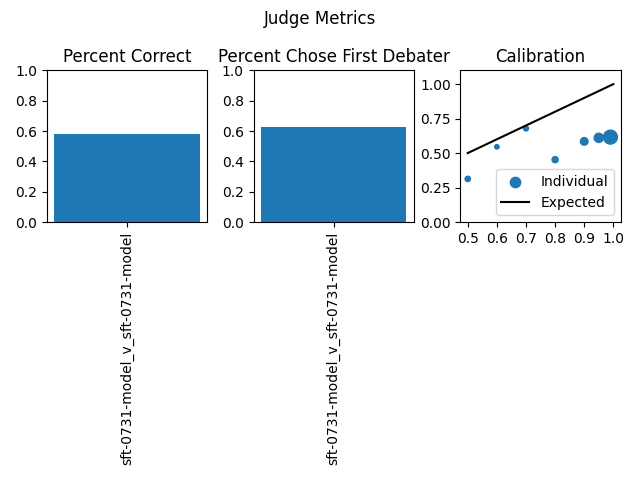 Judge Metrics
Percent Correct
1.0
0.8
0.6
0.4
0.2
0.0
sft-0731-model_v_sft-0731-model
Percent Chose First Debater
1.0
0.8
0.6
0.4
0.2
0.0
sft-0731-model_v_sft-0731-model
Calibration
1.00
0.75
0.50
0.25
0.00
Individual
Expected
0.5 0.6 0.7 0.8 0.9 1.0